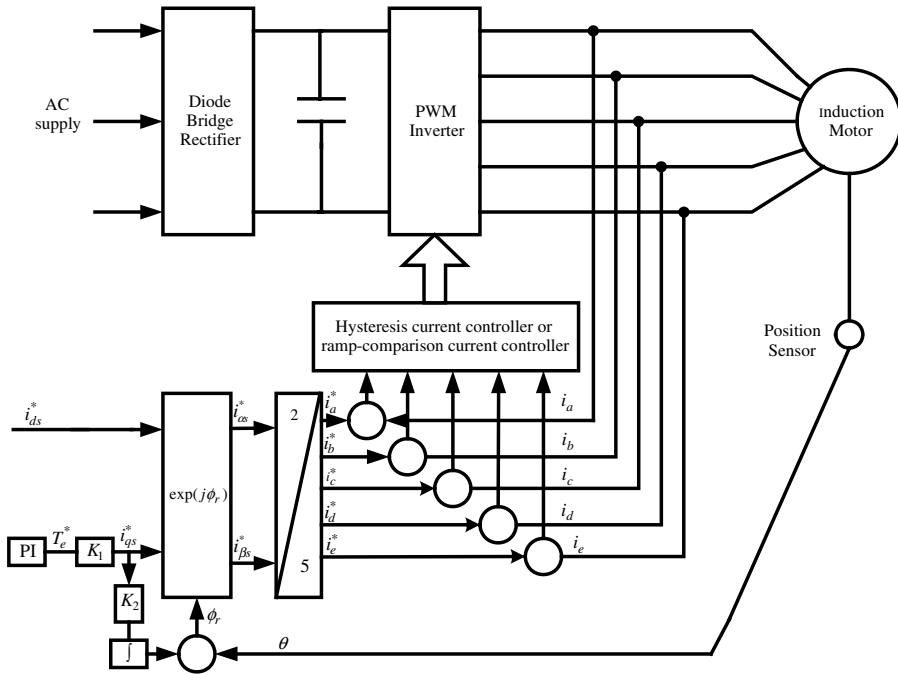 AC
supply
Diode
Bridge
Rectifier
PWM
Inverter
Induction
Motor
Hysteresis current controller or
ramp-comparison current controller
Position
Sensor
i*ds
exp(jϕr)
i*αs
i*βs
2
5
i*a
i*b
i*c
i*d
i*e
ia
ib
ic
id
ie
PI
T*e
K1
i*qs
K2
∫
ϕr
θ